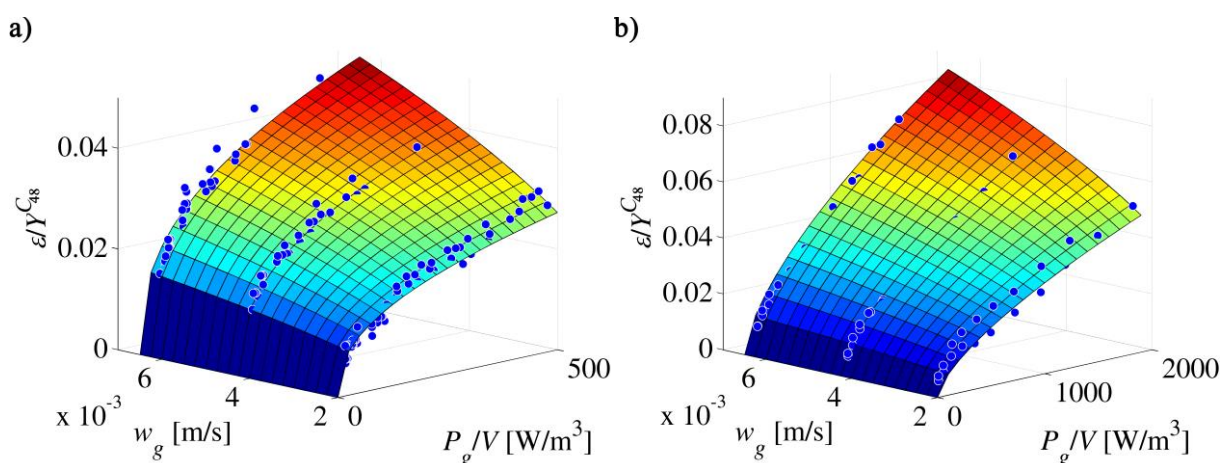 a)
0.04
0.02
0
ε/Y^C_48
6
4
2
x 10^-3
w_g [m/s]
0
500
P_g/V [W/m^3]
b)
0.08
0.06
0.04
0.02
0
ε/Y^C_48
6
4
2
x 10^-3
w_g [m/s]
0
1000
2000
P_g/V [W/m^3]